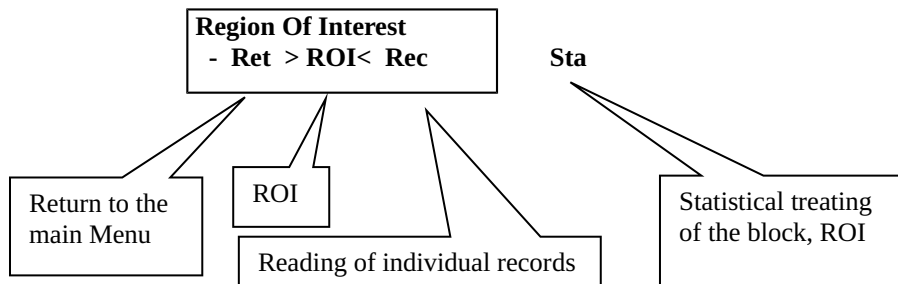 Region Of Interest
- Ret > ROI< Rec Sta
Return to the
main Menu
ROI
Reading of individual records
Statistical treating
of the block, ROI